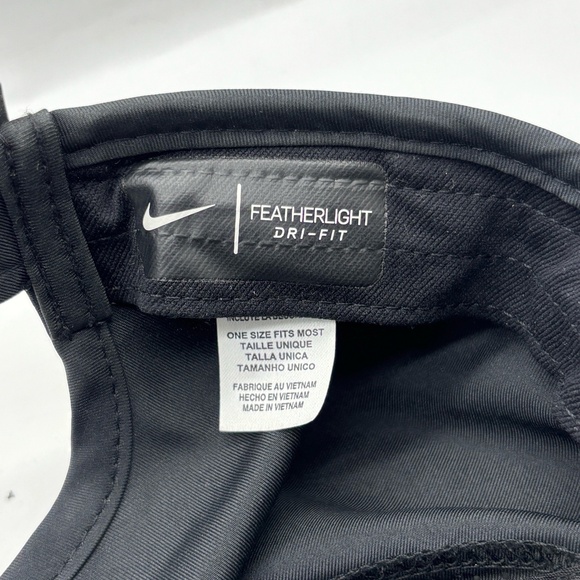 FEATHERLIGHT
DRI-FIT
ONE SIZE FITS MOST
TAILLE UNIQUE
TALLA UNICA
TAMANHO UNICO
FABRIQUE AU VIETNAM
HECHO EN VIETNAM
MADE IN VIETNAM